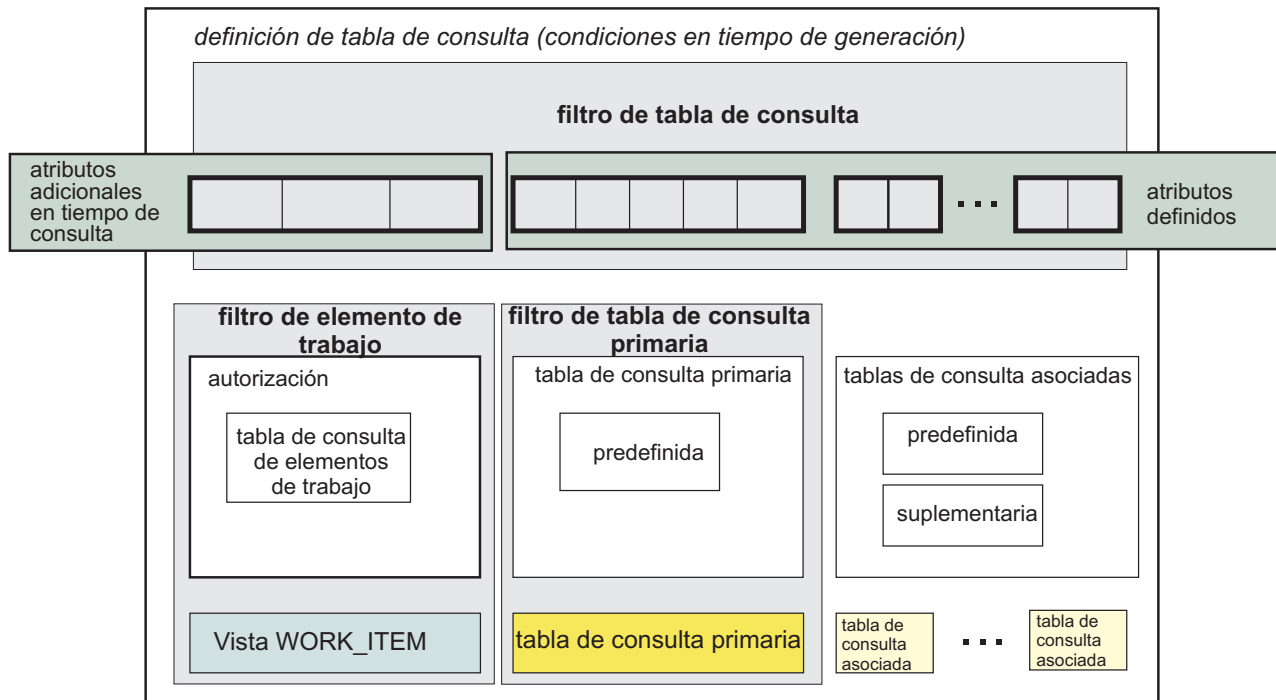 definición de tabla de consulta (condiciones en tiempo de generación)
filtro de tabla de consulta
atributos
adicionales
en tiempo de
consulta
atributos
definidos
filtro de elemento de
trabajo
autorización
tabla de consulta
de elementos
de trabajo
Vista WORK_ITEM
filtro de tabla de consulta
primaria
tabla de consulta primaria
predefinida
tabla de consulta primaria
tablas de consulta asociadas
predefinida
suplementaria
tabla de
consulta
asociada
...
tabla de
consulta
asociada